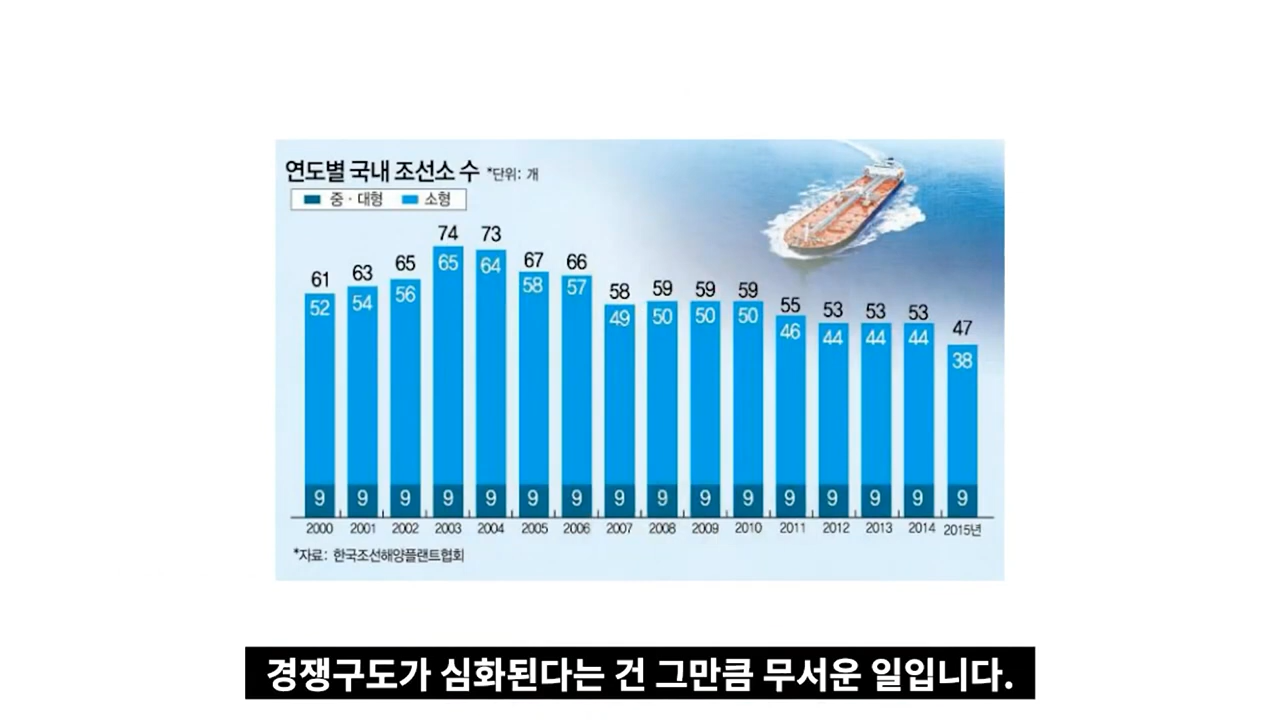 연도별 국내 조선소 수 *단위: 개
중·대형 소형
61 63 65 74 73 67 66 58 59 59 59 55 53 53 53 47
52 54 56 65 64 58 57 49 50 50 50 46 44 44 44 38
9 9 9 9 9 9 9 9 9 9 9 9 9 9 9 9
2000 2001 2002 2003 2004 2005 2006 2007 2008 2009 2010 2011 2012 2013 2014 2015년
*자료: 한국조선해양플랜트협회
경쟁구도가 심화된다는 건 그만큼 무서운 일입니다.